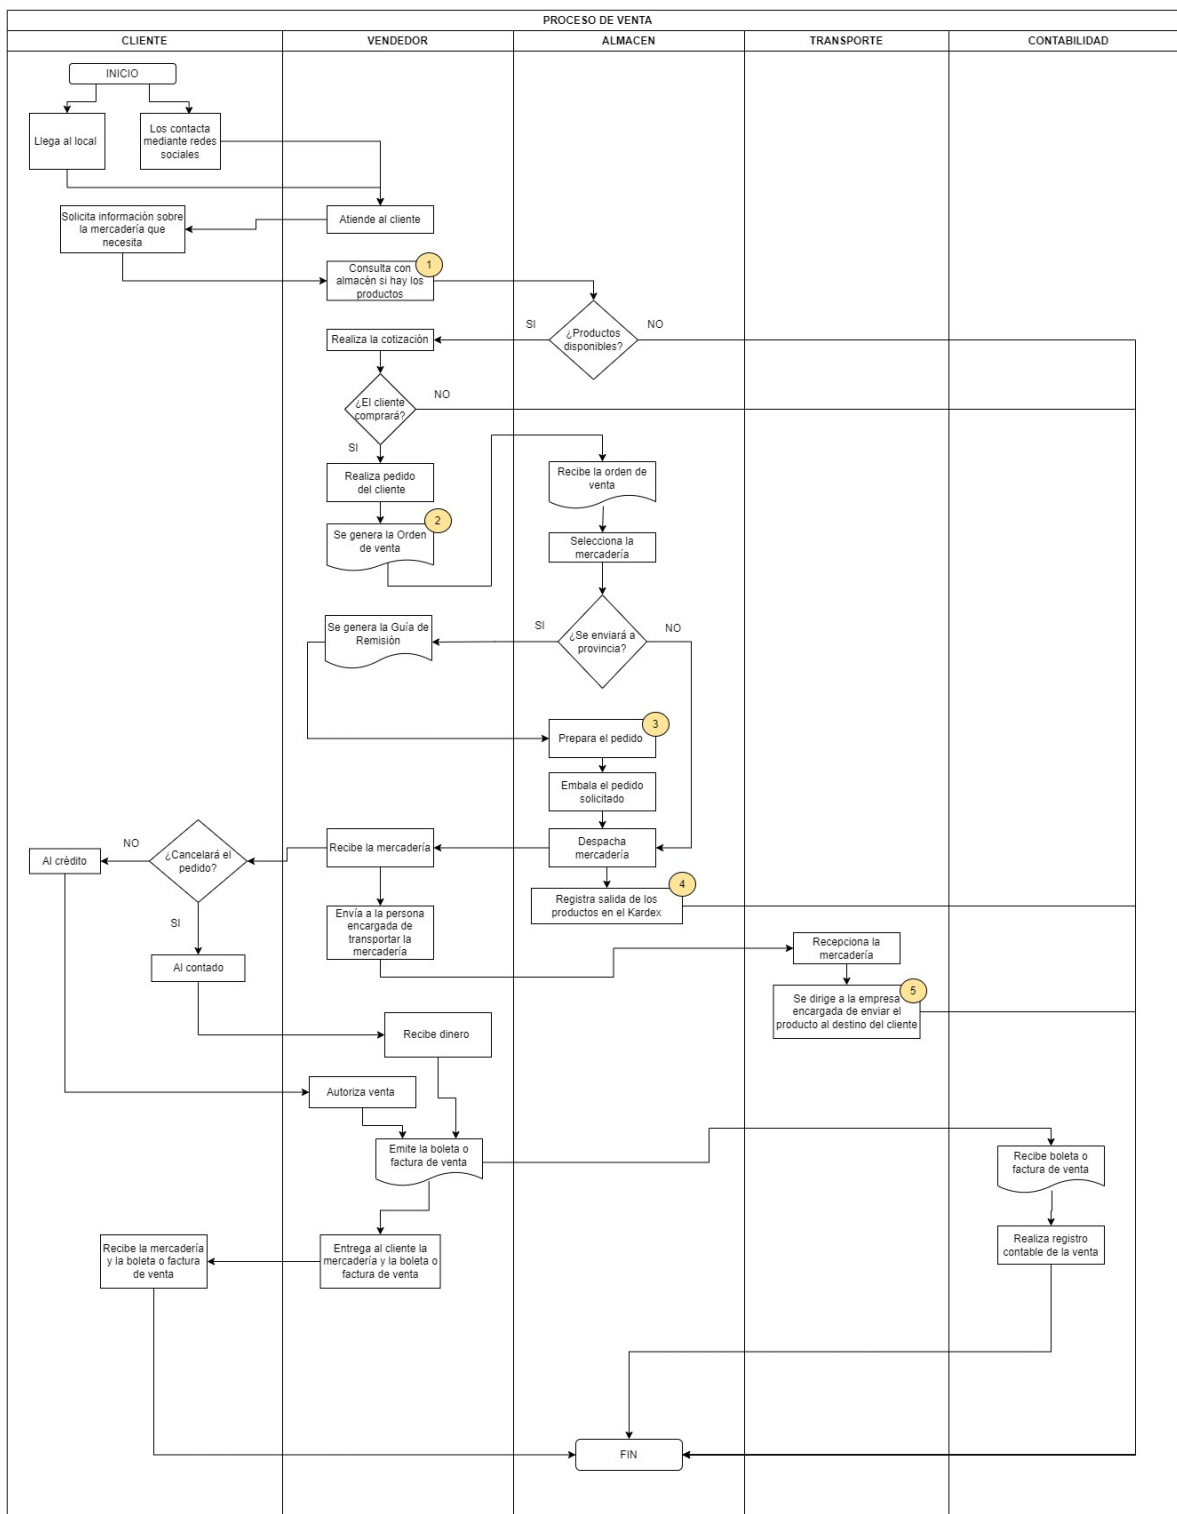 PROCESO DE VENTA
CLIENTE
VENDEDOR
ALMACEN
TRANSPORTE
CONTABILIDAD
INICIO
Llega al local
Los contacta
mediante redes
sociales
Solicita información sobre
la mercadería que
necesita
Atiende al cliente
Consulta con
almacén si hay los
productos
1
¿Productos
disponibles?
SI
NO
Realiza la cotización
¿El cliente
comprará?
NO
SI
Realiza pedido
del cliente
Se genera la Orden
de venta
2
Recibe la orden de
venta
Selecciona la
mercadería
¿Se enviará a
provincia?
SI
NO
Se genera la Guía de
Remisión
Prepara el pedido
3
Embala el pedido
solicitado
Despacha
mercadería
Recibe la mercadería
¿Cancelará el
pedido?
NO
Al crédito
SI
Al contado
Registra salida de los
productos en el Kardex
4
Envía a la persona
encargada de
transportar la
mercadería
Recepciona la
mercadería
Se dirige a la empresa
encargada de enviar el
producto al destino del cliente
5
Recibe dinero
Autoriza venta
Emite la boleta o
factura de venta
Recibe boleta o
factura de venta
Realiza registro
contable de la venta
Entrega al cliente la
mercadería y la boleta o
factura de venta
Recibe la mercadería
y la boleta o factura
de venta
FIN